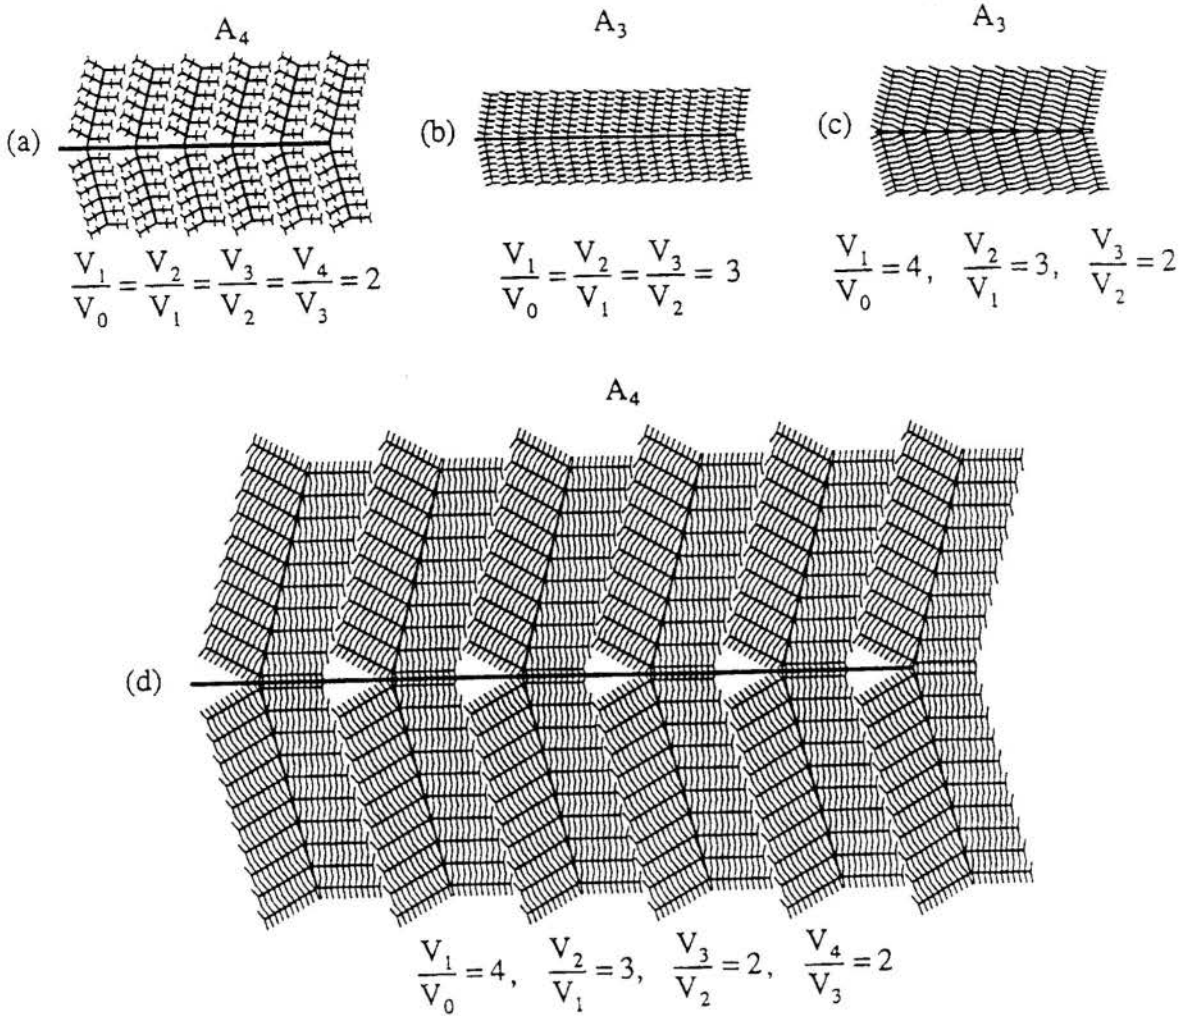 A₄
A₃
A₃
(a)
(b)
(c)
V₁/V₀ = V₂/V₁ = V₃/V₂ = V₄/V₃ = 2
V₁/V₀ = V₂/V₁ = V₃/V₂ = 3
V₁/V₀ = 4, V₂/V₁ = 3, V₃/V₂ = 2
A₄
(d)
V₁/V₀ = 4, V₂/V₁ = 3, V₃/V₂ = 2, V₄/V₃ = 2